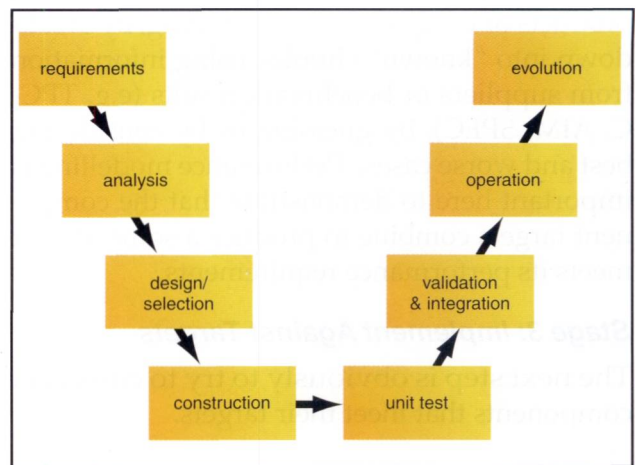 requirements
analysis
design/
selection
construction
unit test
validation
& integration
operation
evolution